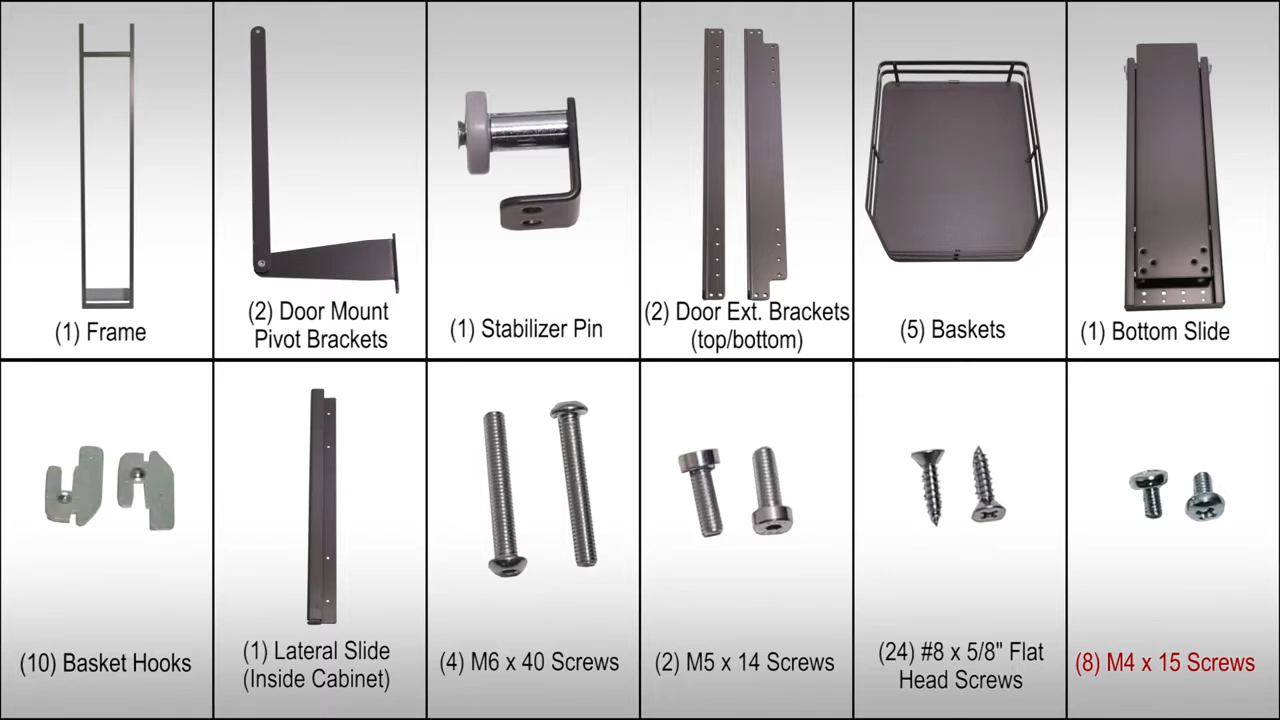 (1) Frame
(2) Door Mount
Pivot Brackets
(1) Stabilizer Pin
(2) Door Ext. Brackets
(top/bottom)
(5) Baskets
(1) Bottom Slide
(10) Basket Hooks
(1) Lateral Slide
(Inside Cabinet)
(4) M6 x 40 Screws
(2) M5 x 14 Screws
(24) #8 x 5/8" Flat
Head Screws
(8) M4 x 15 Screws